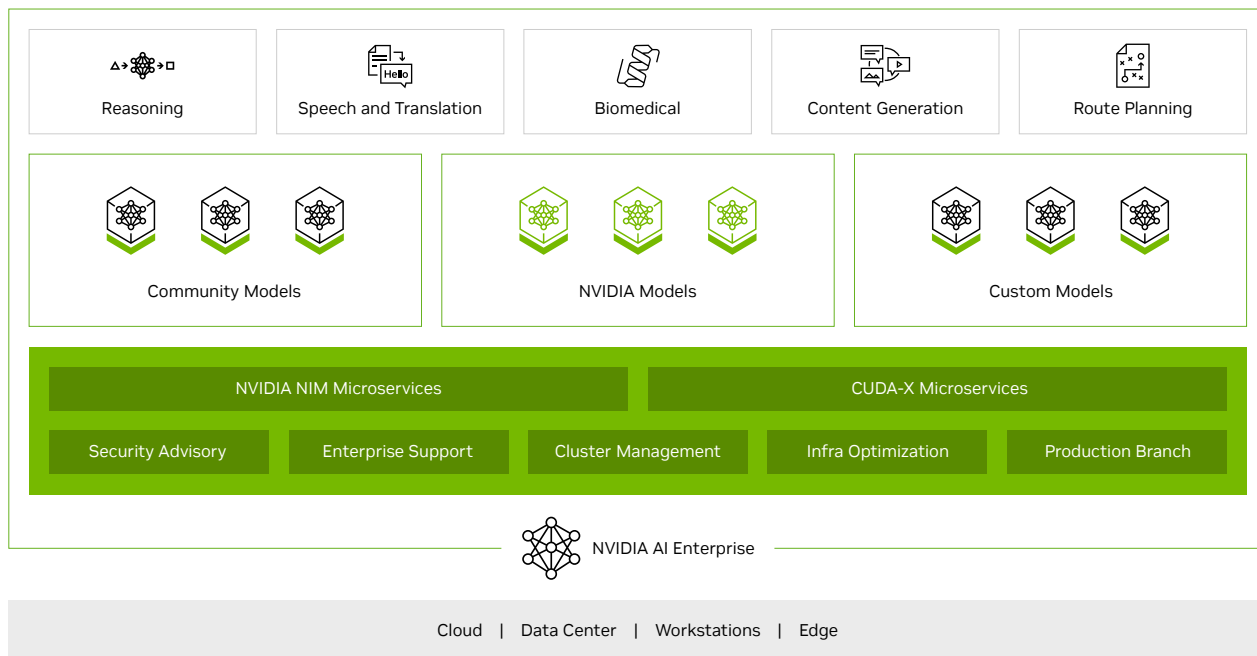 Hello
Reasoning
Speech and Translation
Biomedical
Content Generation
Route Planning
Community Models
NVIDIA Models
Custom Models
NVIDIA NIM Microservices
CUDA-X Microservices
Security Advisory
Enterprise Support
Cluster Management
Infra Optimization
Production Branch
NVIDIA AI Enterprise
Cloud | Data Center | Workstations | Edge